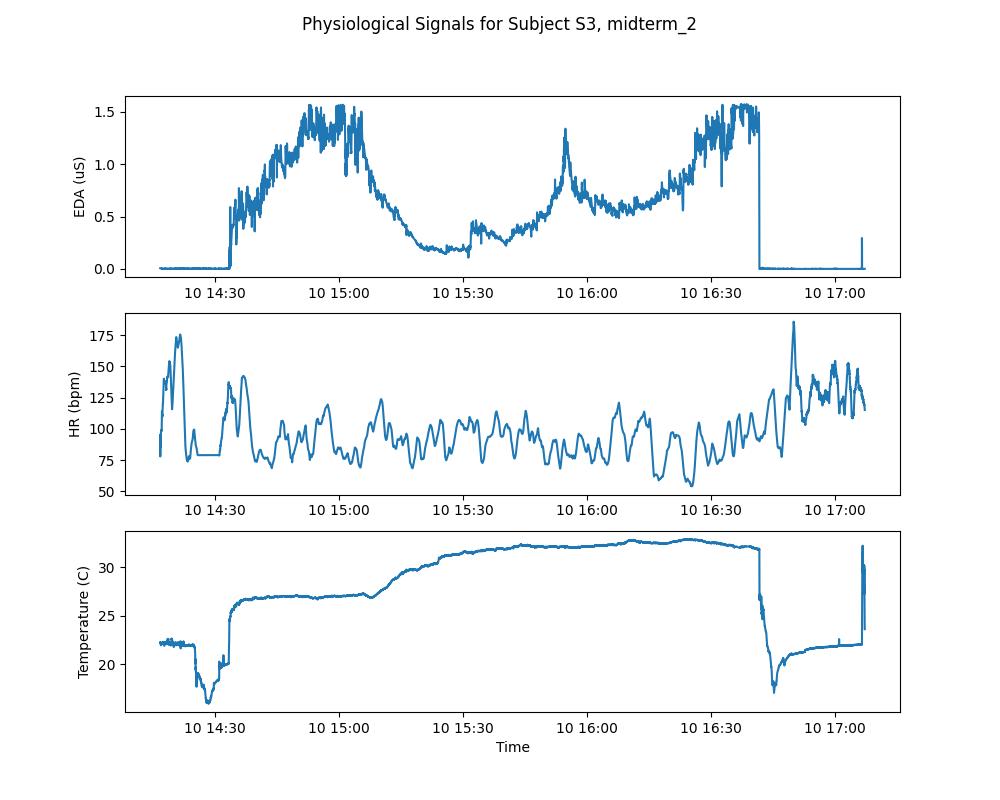 Physiological Signals for Subject S3, midterm_2
EDA (uS)
1.5
1.0
0.5
0.0
10 14:30 10 15:00 10 15:30 10 16:00 10 16:30 10 17:00
HR (bpm)
175
150
125
100
75
50
10 14:30 10 15:00 10 15:30 10 16:00 10 16:30 10 17:00
Temperature (C)
30
25
20
10 14:30 10 15:00 10 15:30 10 16:00 10 16:30 10 17:00
Time